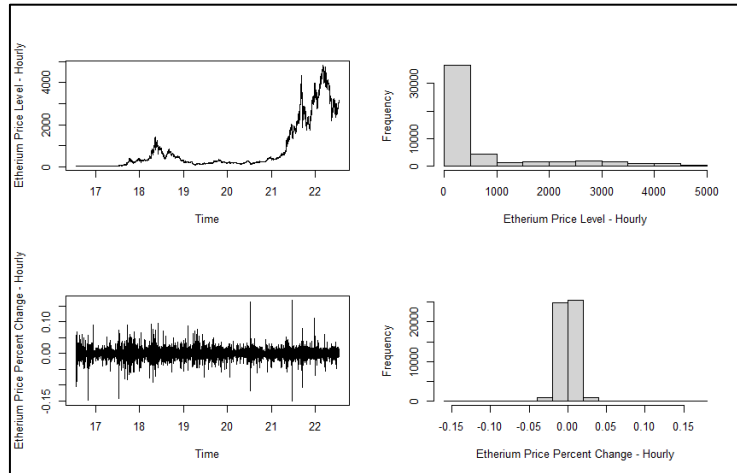 Etherium Price Level - Hourly
4000
2000
0
17 18 19 20 21 22
Time
Frequency
30000
10000
0
0 1000 2000 3000 4000 5000
Etherium Price Level - Hourly
Etherium Price Percent Change - Hourly
0.10
0.00
-0.15
17 18 19 20 21 22
Time
Frequency
20000
10000
0
-0.15 -0.10 -0.05 0.00 0.05 0.10 0.15
Etherium Price Percent Change - Hourly